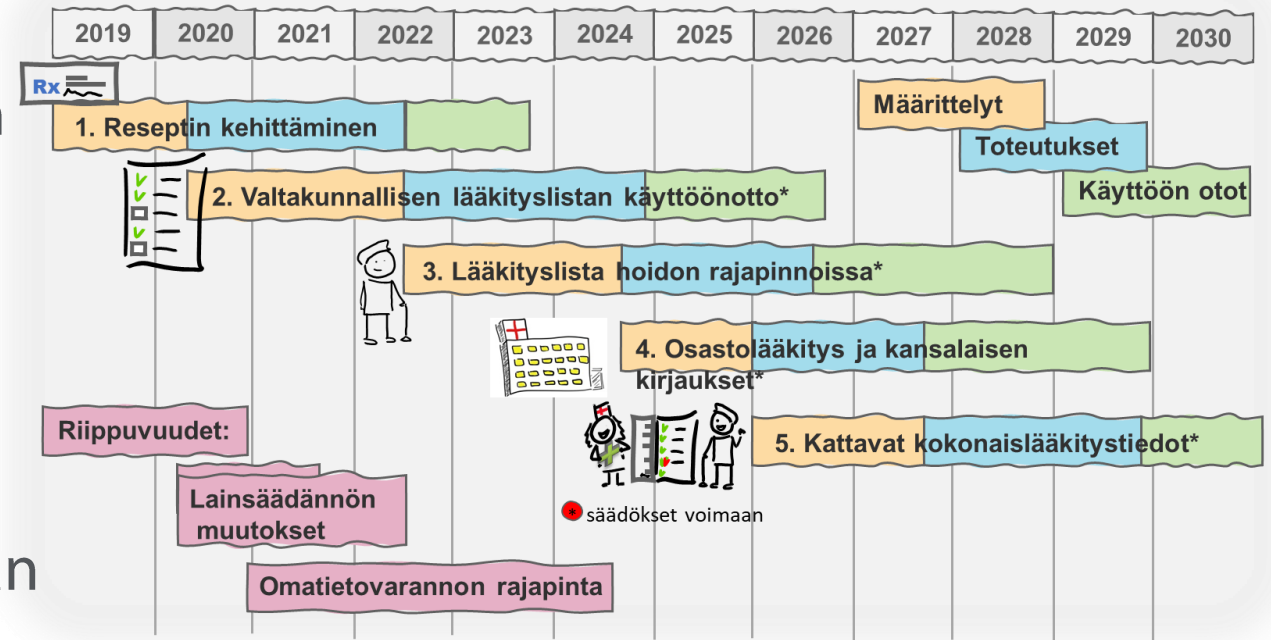 2019 2020 2021 2022 2023 2024 2025 2026 2027 2028 2029 2030
Rx
Määrittelyt
1. Reseptin kehittäminen
Toteutukset
2. Valtakunnallisen lääkityslistan käyttöönotto*
Käyttöön otot
3. Lääkityslista hoidon rajapinnoissa*
4. Osastolääkitys ja kansalaisen
kirjaukset*
Riippuvuudet:
5. Kattavat kokonaislääkitystiedot*
Lainsäädännön
muutokset
* säädökset voimaan
Omatietovarannon rajapinta